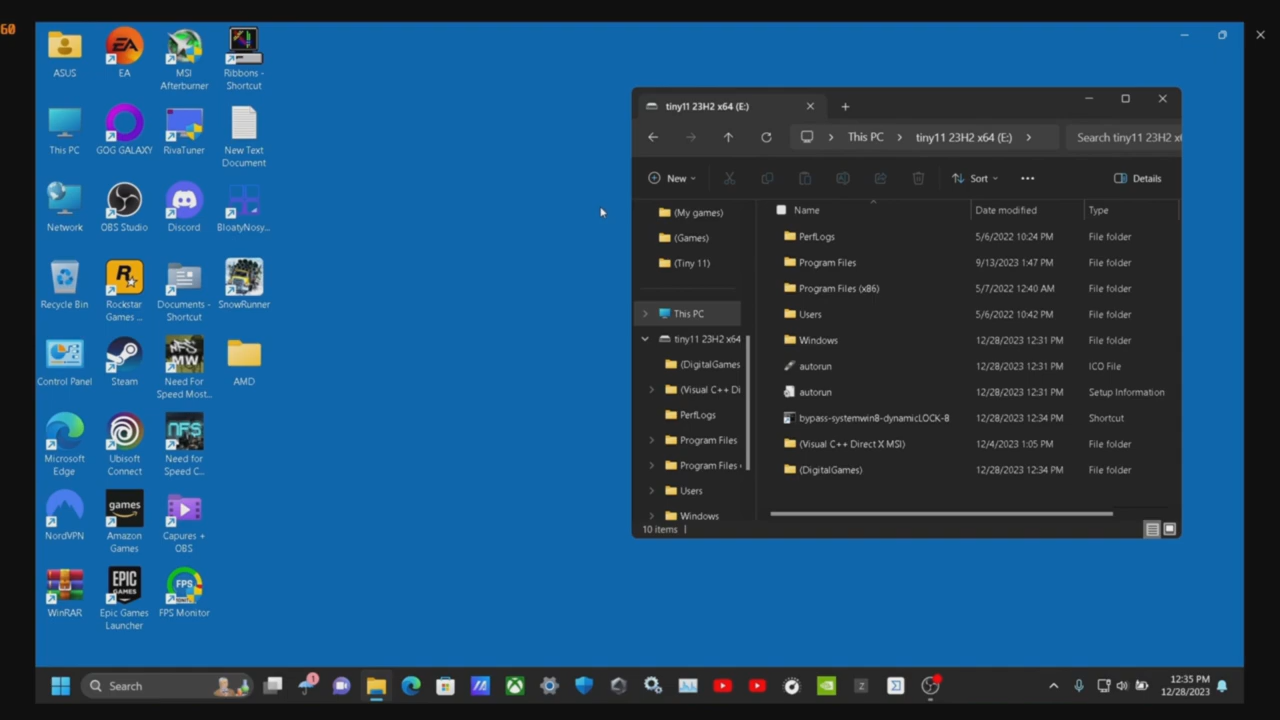 60
ASUS
EA
MSI
Afterburner
Ribbons -
Shortcut
This PC
GOG GALAXY
RivaTuner
New Text
Document
Network
OBS Studio
Discord
BloatyNosy...
Recycle Bin
Rockstar
Games ...
Documents -
Shortcut
SnowRunner
Control Panel
Steam
Need For
Speed Most...
AMD
Microsoft
Edge
Ubisoft
Connect
Need for
Speed C...
NordVPN
Amazon
Games
Capures +
OBS
WinRAR
Epic Games
Launcher
FPS Monitor
EA
R
NFS
MW
NFS
games
EPIC
GAMES
FPS
tiny11 23H2 x64 (E:)
This PC
tiny11 23H2 x64 (E:)
Search tiny11 23H2 x
New
Sort
Details
(My games)
(Games)
(Tiny 11)
This PC
tiny11 23H2 x64
(DigitalGames
(Visual C++ Di
PerfLogs
Program Files
Program Files
Users
Windows
Name Date modified Type
PerfLogs 5/6/2022 10:24 PM File folder
Program Files 9/13/2023 1:47 PM File folder
Program Files (x86) 5/7/2022 12:40 AM File folder
Users 5/6/2022 10:42 PM File folder
Windows 12/28/2023 12:31 PM File folder
autorun 12/28/2023 12:31 PM ICO File
autorun 12/28/2023 12:31 PM Setup Information
bypass-systemwin8-dynamicLOCK-8 12/28/2023 12:34 PM Shortcut
(Visual C++ Direct X MSI) 12/4/2023 1:05 PM File folder
(DigitalGames) 12/28/2023 12:34 PM File folder
10 items
Search
1
Z
12:35 PM
12/28/2023